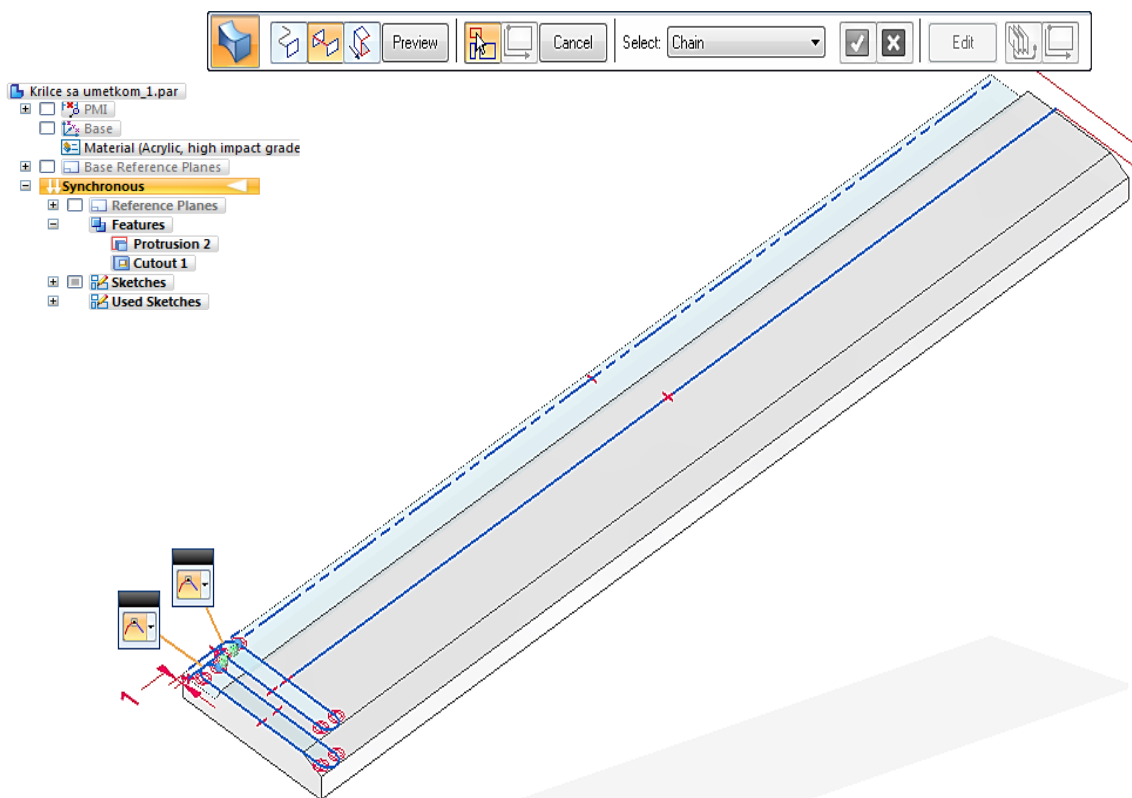 Preview Cancel Select: Chain Edit
Krilce sa umetkom_1.par
PMI
Base
Material (Acrylic, high impact grade
Base Reference Planes
Synchronous
Reference Planes
Features
Protrusion 2
Cutout 1
Sketches
Used Sketches
1